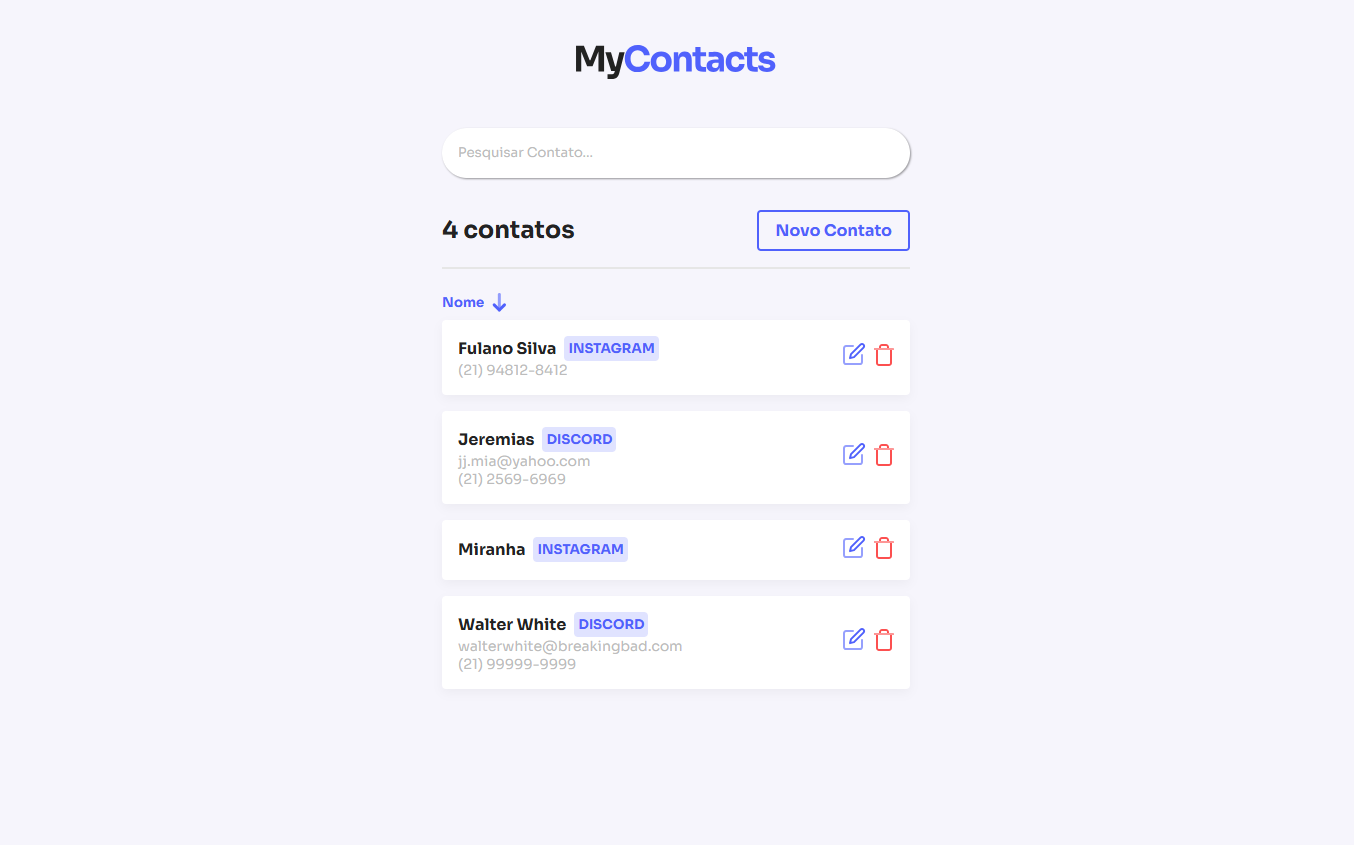 MyContacts
Pesquisar Contato...
4 contatos
Novo Contato
Nome
Fulano Silva INSTAGRAM
(21) 94812-8412
Jeremias DISCORD
jj.mia@yahoo.com
(21) 2569-6969
Miranha INSTAGRAM
Walter White DISCORD
walterwhite@breakingbad.com
(21) 99999-9999